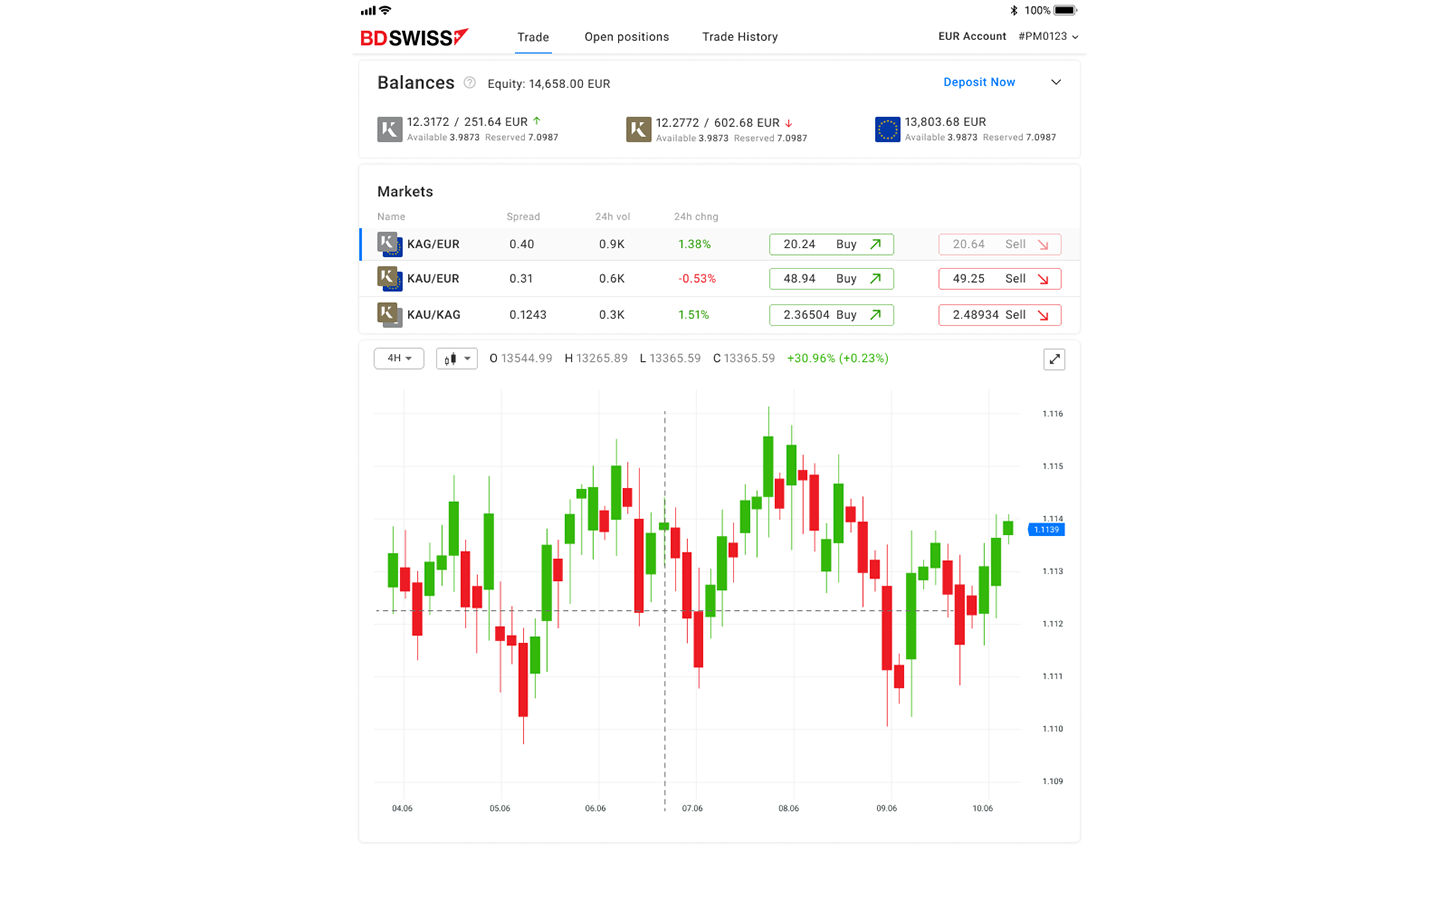 100%
BDSWISS Trade Open positions Trade History EUR Account #PM0123
Balances ? Equity: 14,658.00 EUR Deposit Now
12.3172 / 251.64 EUR 12.2772 / 602.68 EUR 13,803.68 EUR
Available 3.9873 Reserved 7.0987 Available 3.9873 Reserved 7.0987 Available 3.9873 Reserved 7.0987
Markets
Name Spread 24h vol 24h chng
K KAG/EUR 0.40 0.9K 1.38% 20.24 Buy 20.64 Sell
K KAU/EUR 0.31 0.6K -0.53% 48.94 Buy 49.25 Sell
K KAU/KAG 0.1243 0.3K 1.51% 2.36504 Buy 2.48934 Sell
4H O 13544.99 H 13265.89 L 13365.59 C 13365.59 +30.96% (+0.23%)
1.116
1.115
1.114
1.1139
1.113
1.112
1.111
1.110
1.109
04.06 05.06 06.06 07.06 08.06 09.06 10.06